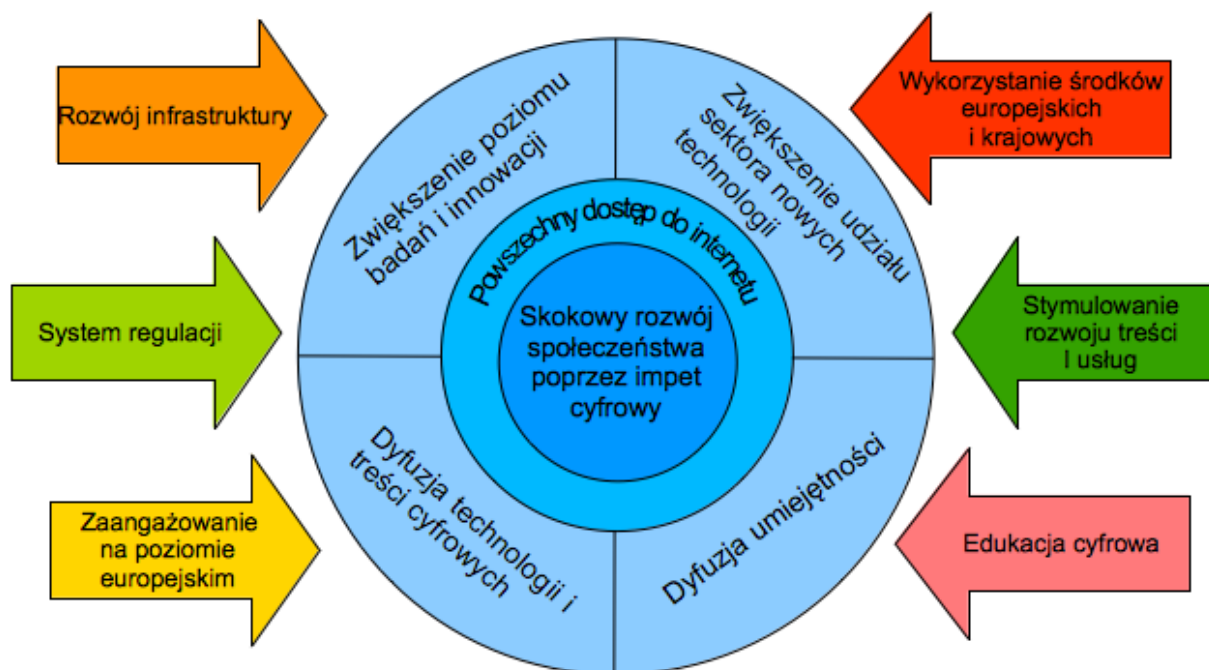 Rozwój infrastruktury
System regulacji
Zaangażowanie
na poziomie
europejskim
Zwiększenie poziomu
badań i innowacji
Zwiększenie udziału
sektora nowych
technologii
Powszechny dostęp do internetu
Skokowy rozwój
społeczeństwa
poprzez impet
cyfrowy
Dyfuzja technologii i
treści cyfrowych
Dyfuzja umiejętności
Wykorzystanie środków
europejskich
i krajowych
Stymulowanie
rozwoju treści
I usług
Edukacja cyfrowa